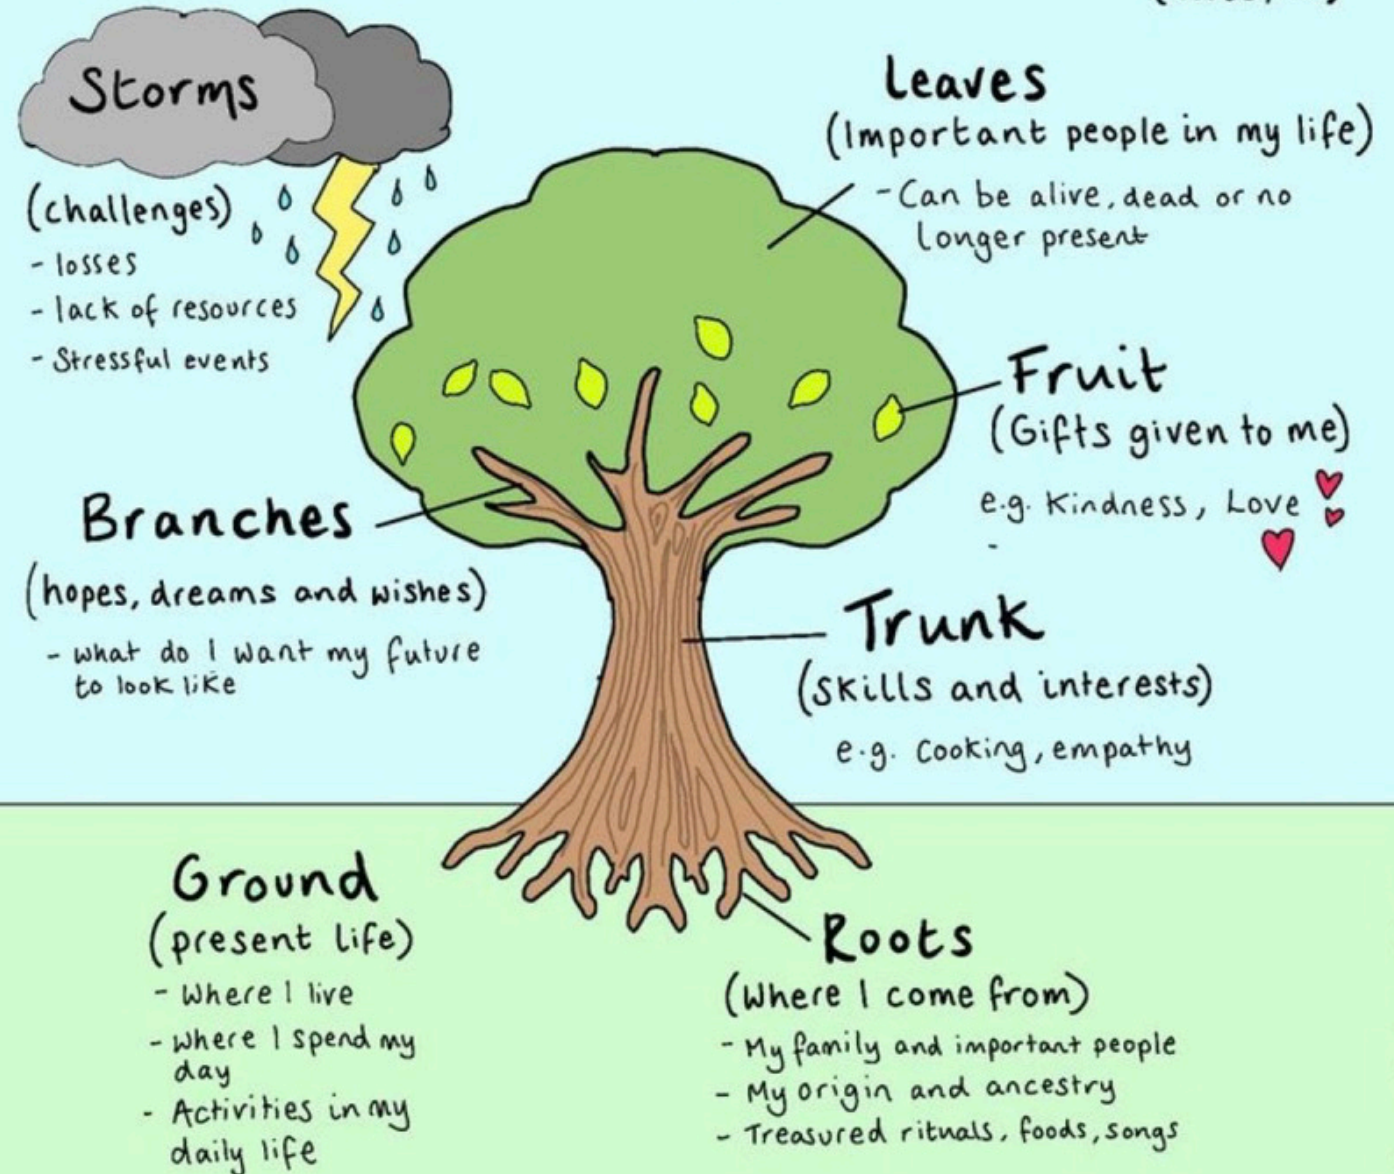 Storms
(challenges)
- losses
- lack of resources
- Stressful events
Leaves
(Important people in my life)
- Can be alive, dead or no
longer present
Fruit
(Gifts given to me)
e.g. Kindness, Love
-
Branches
(hopes, dreams and wishes)
- what do I want my future
to look like
Trunk
(skills and interests)
e.g. Cooking, empathy
Ground
(present life)
- Where I live
- where I spend my
day
- Activities in my
daily life
Roots
(Where I come from)
- My family and important people
- My origin and ancestry
- Treasured rituals, foods, songs